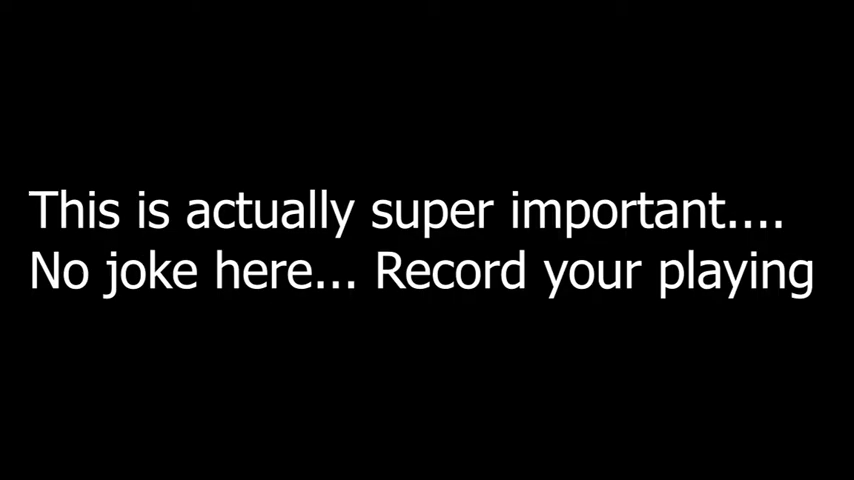 This is actually super important....
No joke here... Record your playing